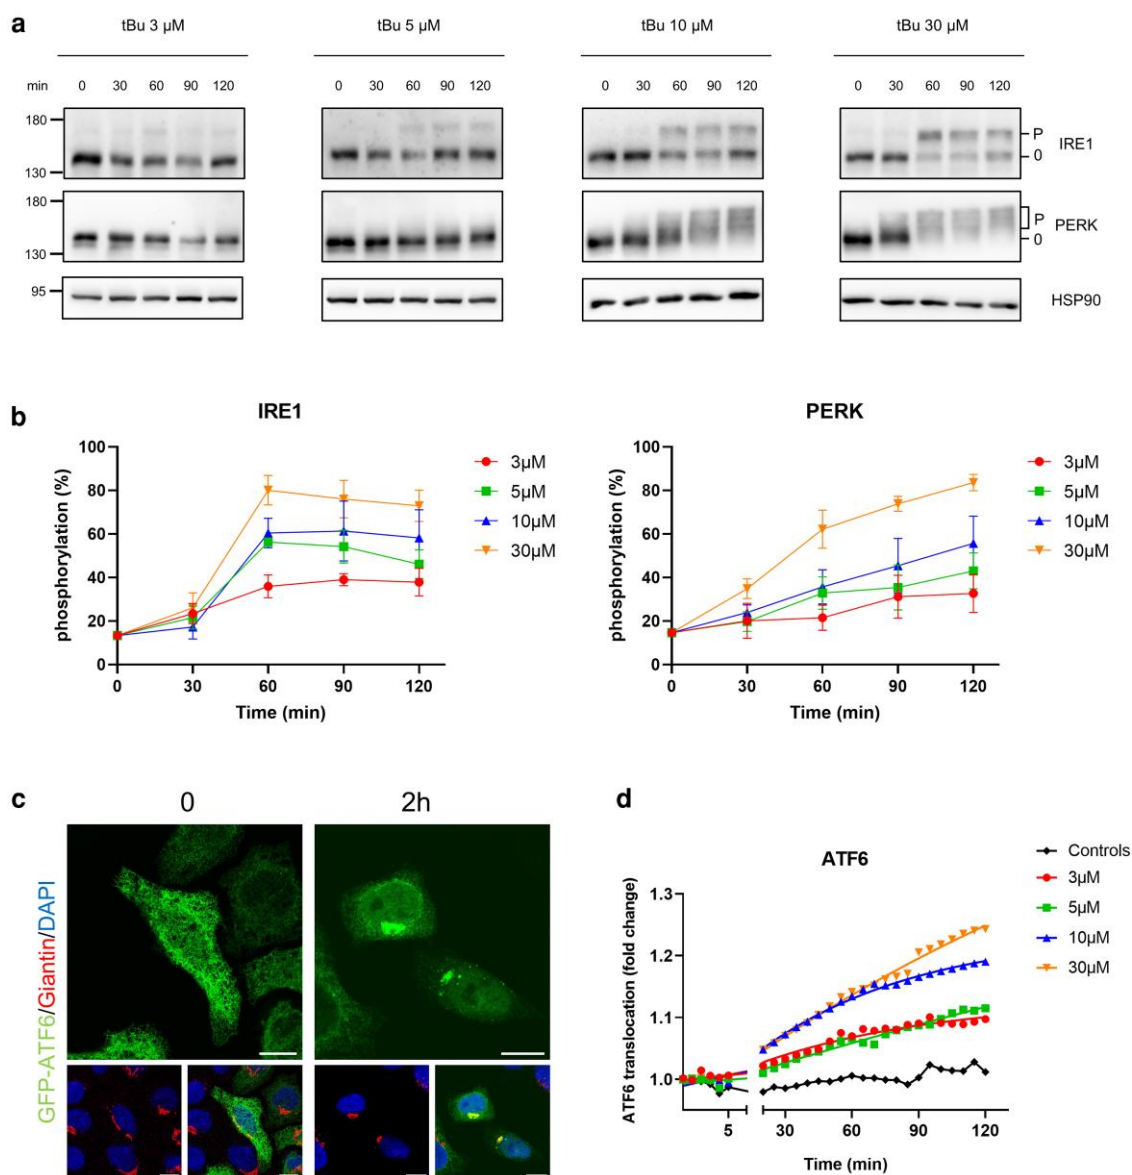 a
tBu 3 µM tBu 5 µM tBu 10 µM tBu 30 µM
min 0 30 60 90 120 0 30 60 90 120 0 30 60 90 120 0 30 60 90 120
180
130
P
0
IRE1
180
130
P
0
PERK
95
HSP90
b
IRE1
phosphorylation (%)
100
80
60
40
20
0
0 30 60 90 120
Time (min)
3µM
5µM
10µM
30µM
PERK
phosphorylation (%)
100
80
60
40
20
0
0 30 60 90 120
Time (min)
3µM
5µM
10µM
30µM
c
0 2h
GFP-ATF6/Giantin/DAPI
d
ATF6
ATF6 translocation (fold change)
1.3
1.2
1.1
1.0
5 30 60 90 120
Time (min)
Controls
3µM
5µM
10µM
30µM